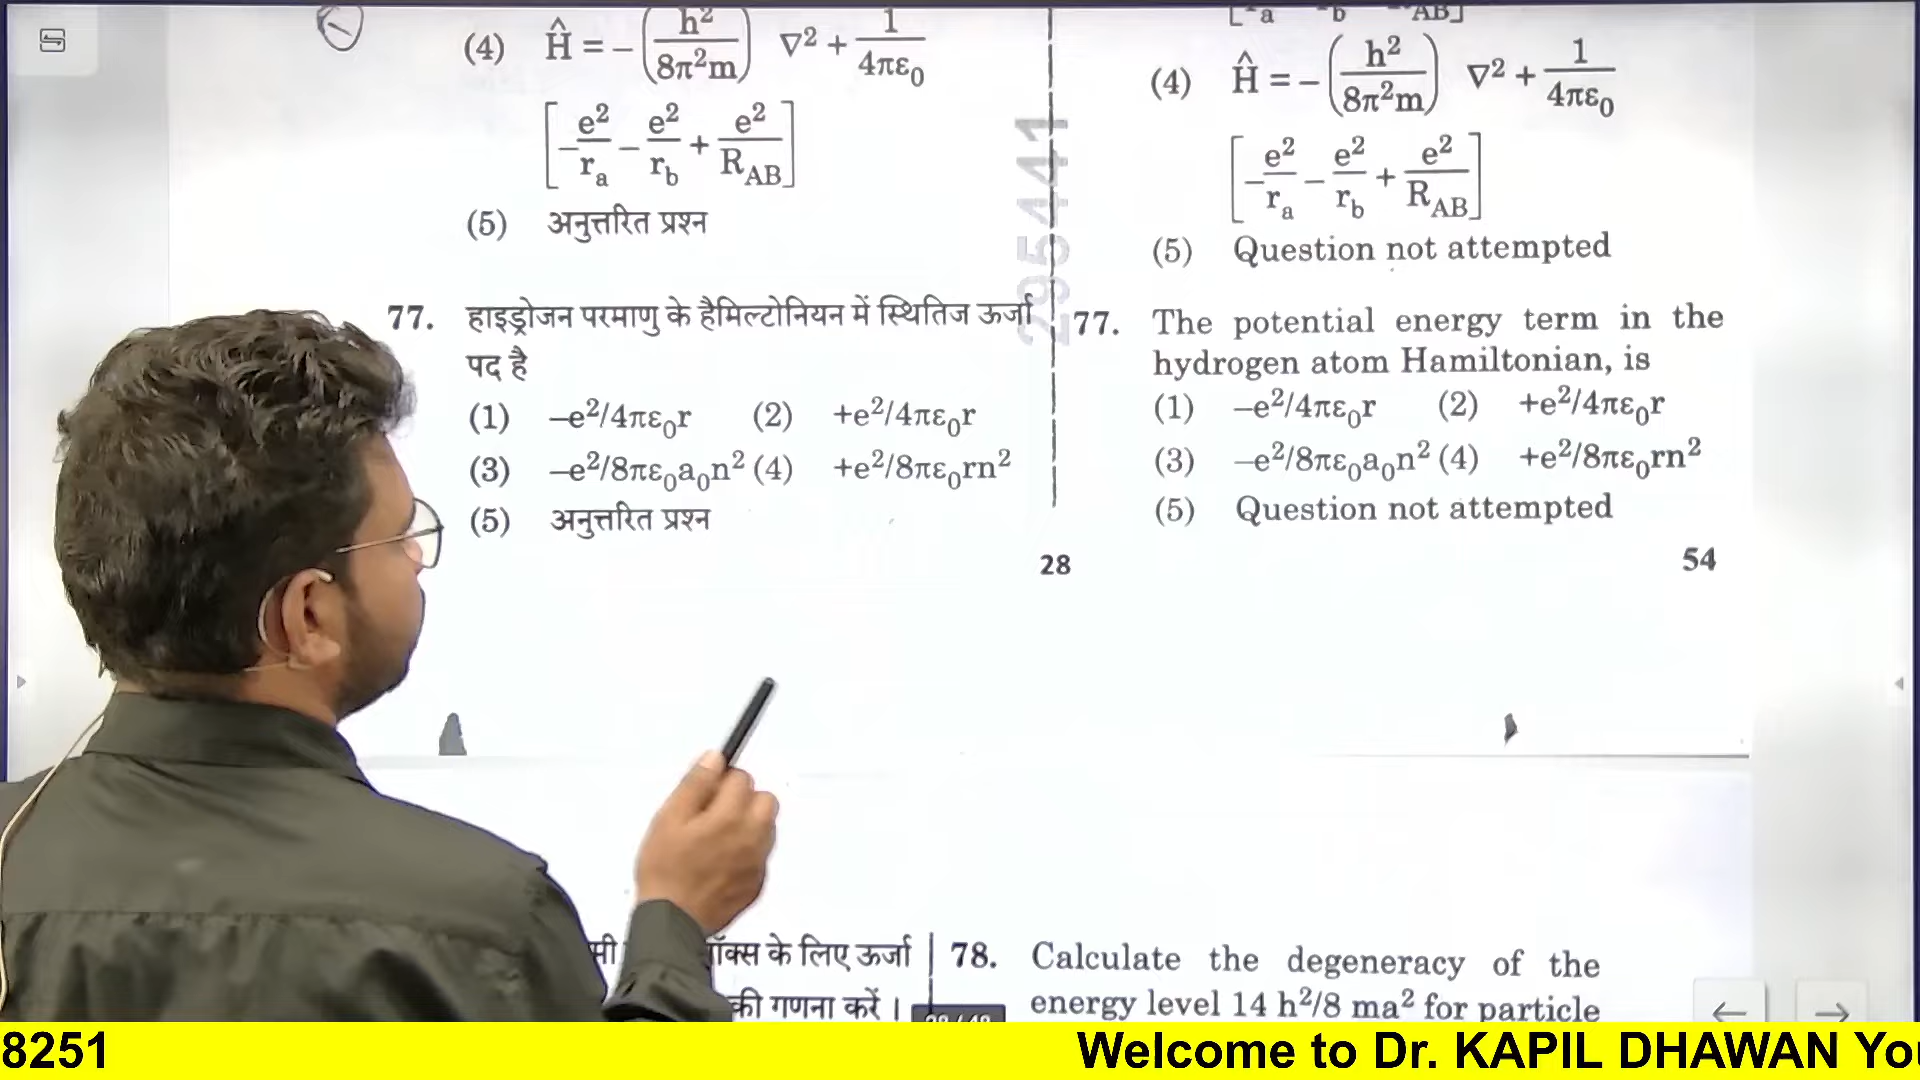 (4) Ĥ = –(h²/8π²m) ∇² + 1/4πε₀
[–e²/rₐ – e²/r_b + e²/R_AB]
(5) अनुत्तरित प्रश्न
77. हाइड्रोजन परमाणु के हैमिल्टोनियन में स्थितिज ऊर्जा
पद है
(1) –e²/4πε₀r (2) +e²/4πε₀r
(3) –e²/8πε₀a₀n² (4) +e²/8πε₀rn²
(5) अनुत्तरित प्रश्न
295441
a b AB]
(4) Ĥ = –(h²/8π²m) ∇² + 1/4πε₀
[–e²/rₐ – e²/r_b + e²/R_AB]
(5) Question not attempted
77. The potential energy term in the
hydrogen atom Hamiltonian, is
(1) –e²/4πε₀r (2) +e²/4πε₀r
(3) –e²/8πε₀a₀n² (4) +e²/8πε₀rn²
(5) Question not attempted
28
54
के लिए ऊर्जा
की गणना करें ।
78. Calculate the degeneracy of the
energy level 14 h²/8 ma² for particle
8251
Welcome to Dr. KAPIL DHAWAN